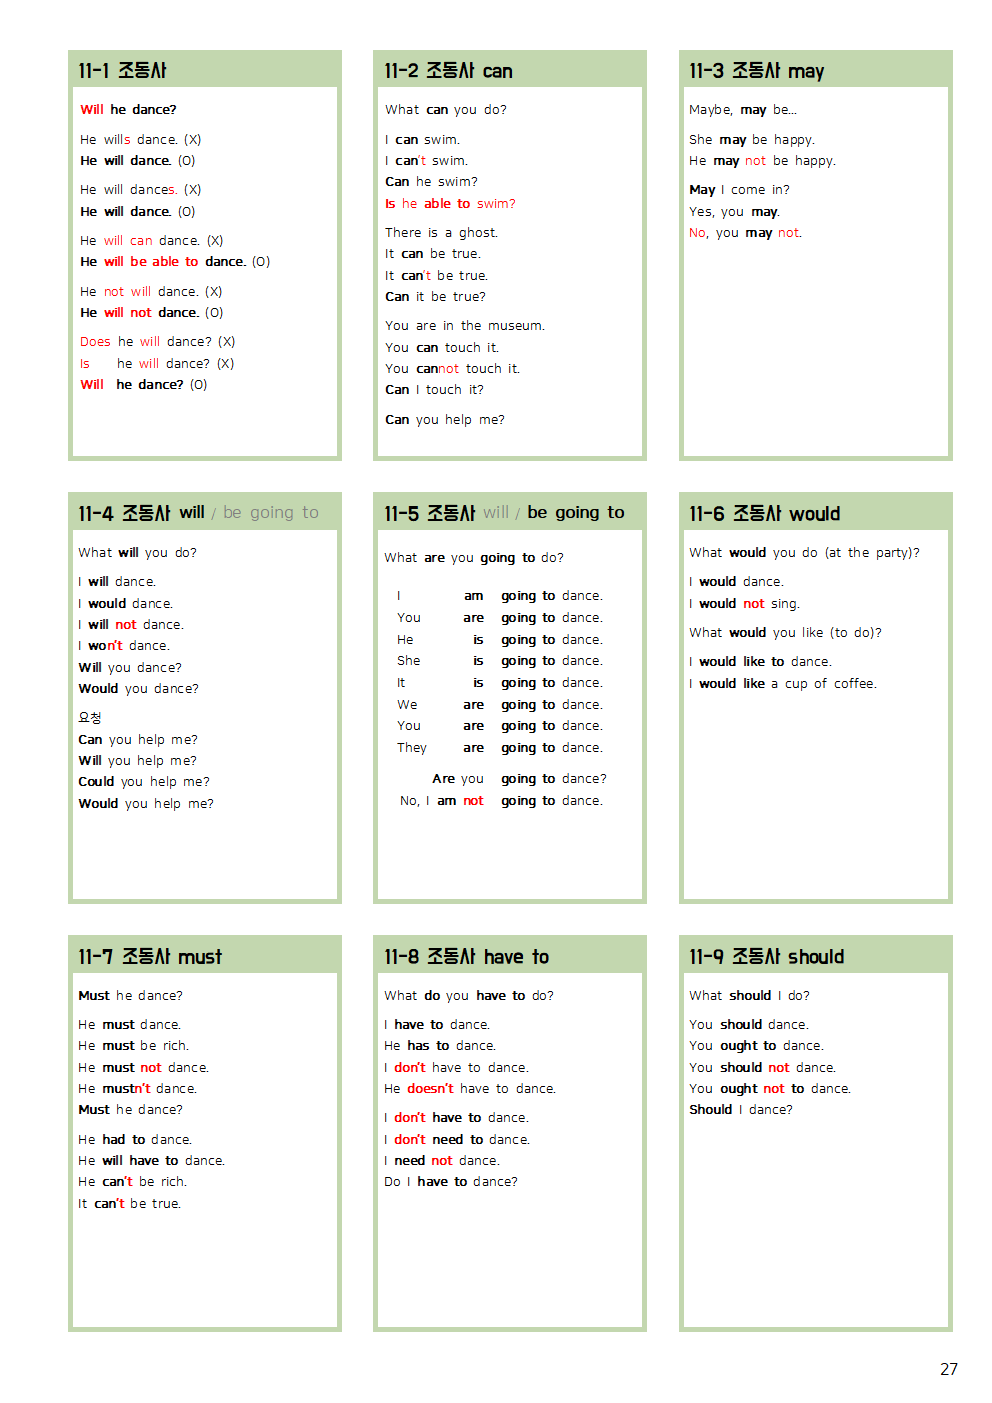 11-1 조동사
Will he dance?
He wills dance. (X)
He will dance. (O)
He will dances. (X)
He will dance. (O)
He will can dance. (X)
He will be able to dance. (O)
He not will dance. (X)
He will not dance. (O)
Does he will dance? (X)
Is he will dance? (X)
Will he dance? (O)
11-2 조동사 can
What can you do?
I can swim.
I can't swim.
Can he swim?
Is he able to swim?
There is a ghost.
It can be true.
It can't be true.
Can it be true?
You are in the museum.
You can touch it.
You cannot touch it.
Can I touch it?
Can you help me?
11-3 조동사 may
Maybe, may be...
She may be happy.
He may not be happy.
May I come in?
Yes, you may.
No, you may not.
11-4 조동사 will / be going to
What will you do?
I will dance.
I would dance.
I will not dance.
I won't dance.
Will you dance?
Would you dance?
요청
Can you help me?
Will you help me?
Could you help me?
Would you help me?
11-5 조동사 will / be going to
What are you going to do?
I am going to dance.
You are going to dance.
He is going to dance.
She is going to dance.
It is going to dance.
We are going to dance.
You are going to dance.
They are going to dance.
Are you going to dance?
No, I am not going to dance.
11-6 조동사 would
What would you do (at the party)?
I would dance.
I would not sing.
What would you like (to do)?
I would like to dance.
I would like a cup of coffee.
11-7 조동사 must
Must he dance?
He must dance.
He must be rich.
He must not dance.
He mustn't dance.
Must he dance?
He had to dance.
He will have to dance.
He can't be rich.
It can't be true.
11-8 조동사 have to
What do you have to do?
I have to dance.
He has to dance.
I don't have to dance.
He doesn't have to dance.
I don't have to dance.
I don't need to dance.
I need not dance.
Do I have to dance?
11-9 조동사 should
What should I do?
You should dance.
You ought to dance.
You should not dance.
You ought not to dance.
Should I dance?
27